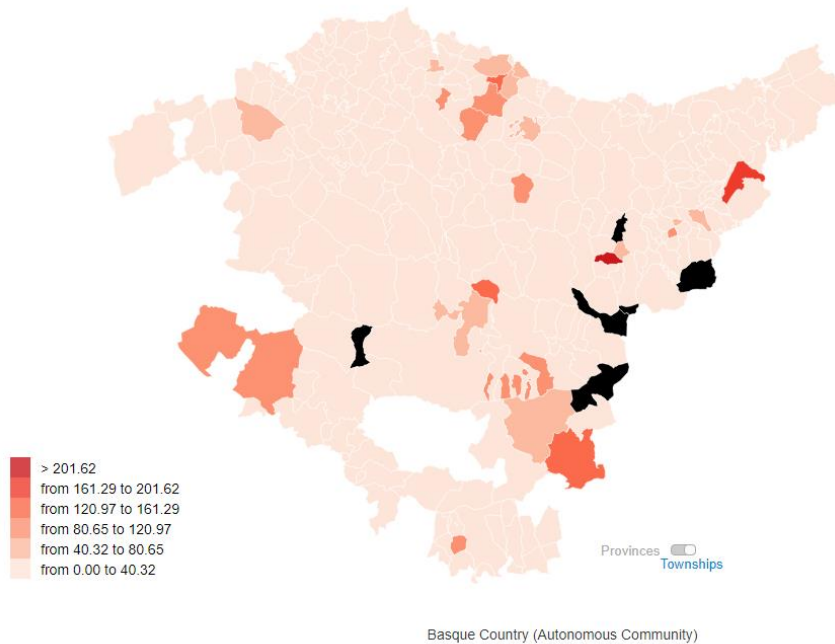 > 201.62
from 161.29 to 201.62
from 120.97 to 161.29
from 80.65 to 120.97
from 40.32 to 80.65
from 0.00 to 40.32
Provinces
Townships
Basque Country (Autonomous Community)